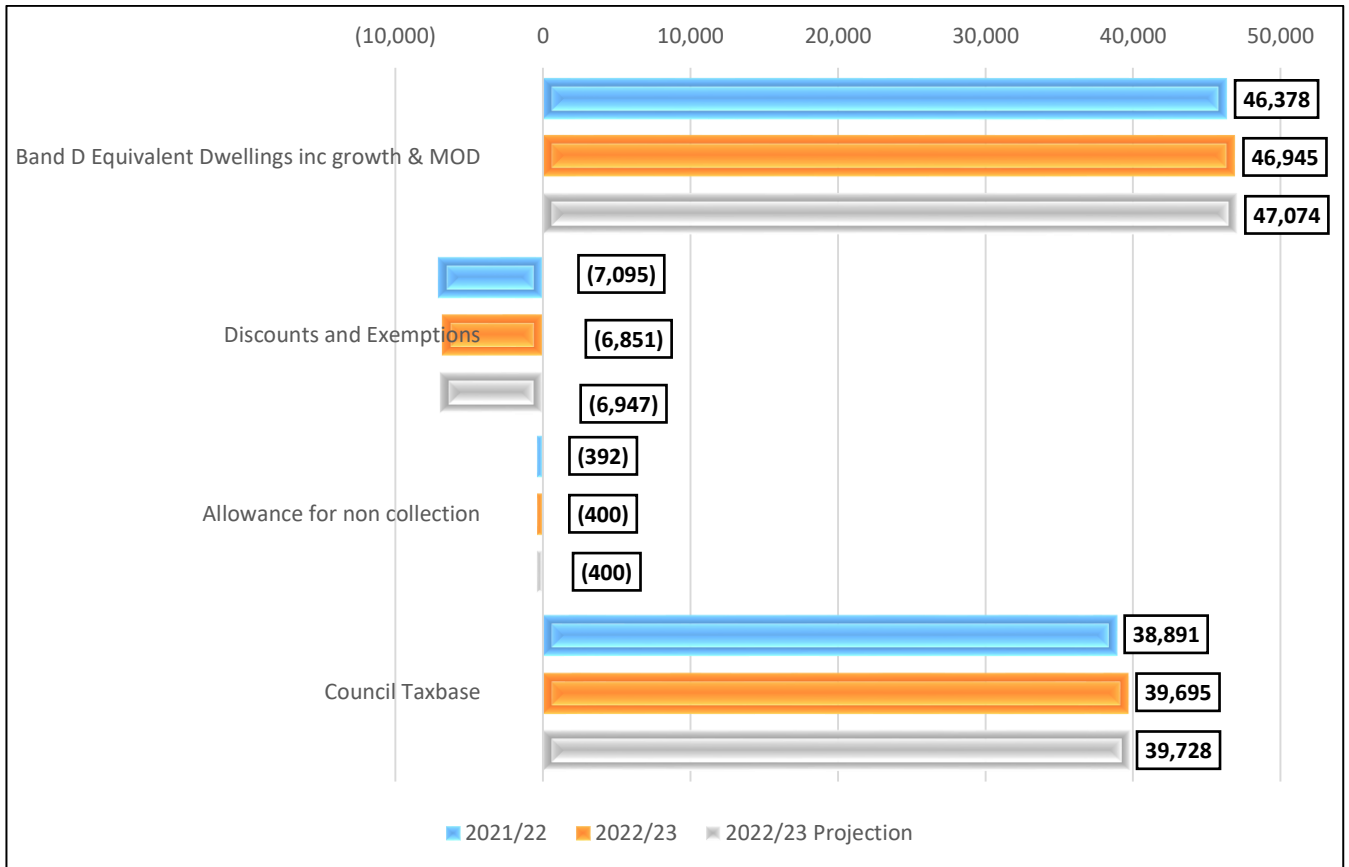 (10,000) 0 10,000 20,000 30,000 40,000 50,000
46,378
Band D Equivalent Dwellings inc growth & MOD
46,945
47,074
(7,095)
Discounts and Exemptions
(6,851)
(6,947)
(392)
Allowance for non collection
(400)
(400)
38,891
Council Taxbase
39,695
39,728
2021/22 2022/23 2022/23 Projection